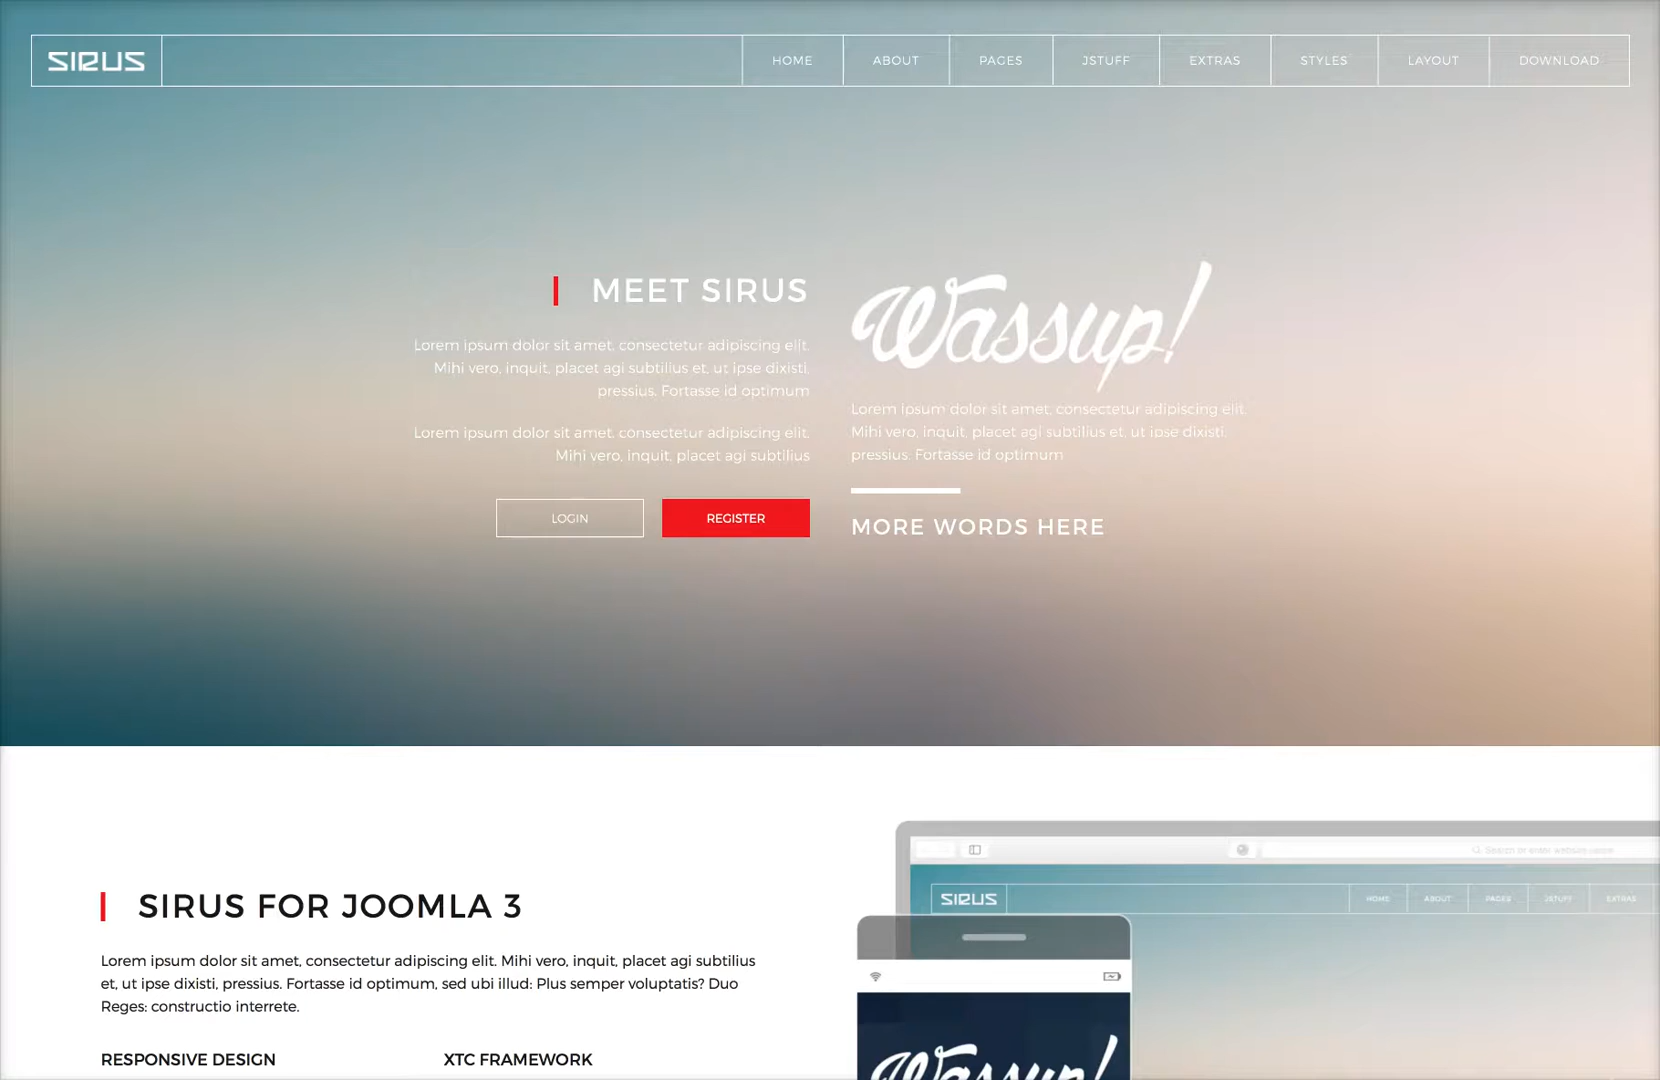 SIRUS
HOME
ABOUT
PAGES
JSTUFF
EXTRAS
STYLES
LAYOUT
DOWNLOAD
MEET SIRUS
Lorem ipsum dolor sit amet, consectetur adipiscing elit.
Mihi vero, inquit, placet agi subtilius et, ut ipse dixisti,
pressius. Fortasse id optimum
Lorem ipsum dolor sit amet, consectetur adipiscing elit.
Mihi vero, inquit, placet agi subtilius
LOGIN
REGISTER
Wassup!
Lorem ipsum dolor sit amet, consectetur adipiscing elit.
Mihi vero, inquit, placet agi subtilius et, ut ipse dixisti,
pressius. Fortasse id optimum
MORE WORDS HERE
SIRUS FOR JOOMLA 3
Lorem ipsum dolor sit amet, consectetur adipiscing elit. Mihi vero, inquit, placet agi subtilius
et, ut ipse dixisti, pressius. Fortasse id optimum, sed ubi illud: Plus semper voluptatis? Duo
Reges: constructio interrete.
RESPONSIVE DESIGN
XTC FRAMEWORK
Search or enter website name
SIRUS
HOME
ABOUT
PAGES
JSTUFF
EXTRAS
Wassup!